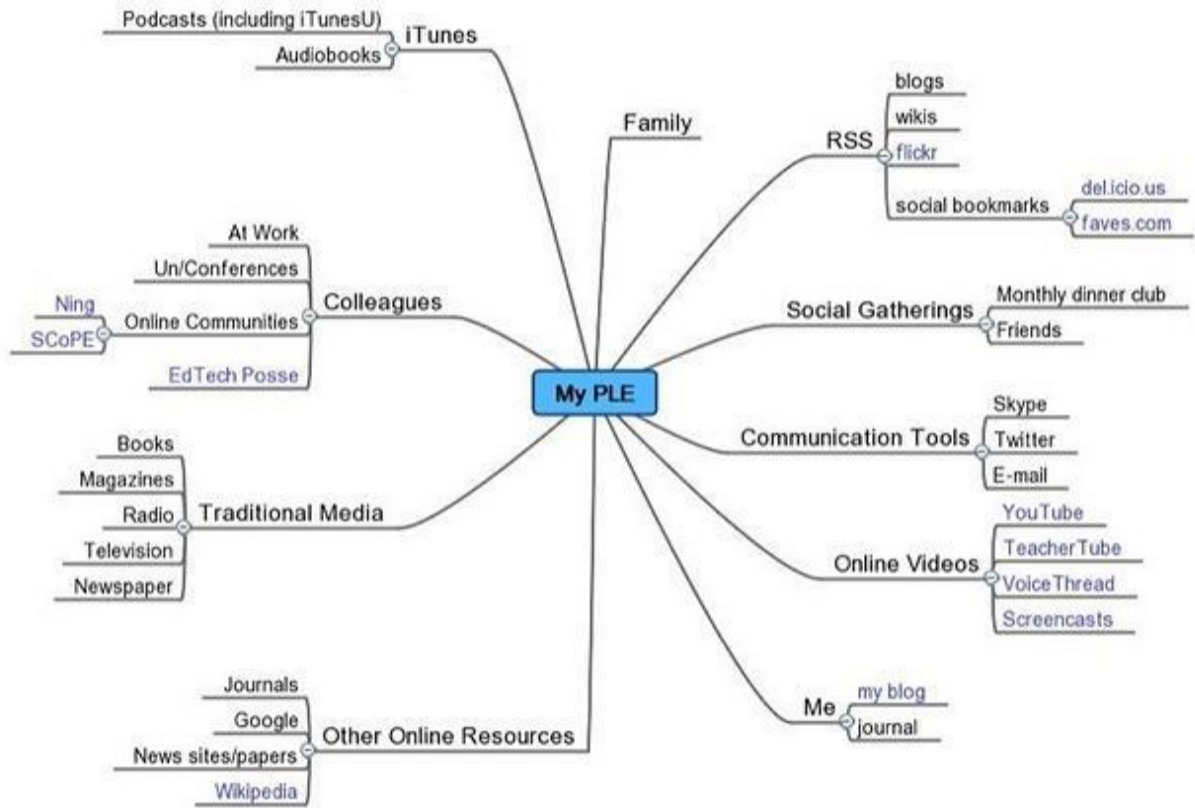 Podcasts (including iTunesU)
Audiobooks
iTunes
Family
RSS
blogs
wikis
flickr
social bookmarks
del.icio.us
faves.com
At Work
Un/Conferences
Online Communities
Ning
SCoPE
EdTech Posse
Colleagues
Social Gatherings
Monthly dinner club
Friends
My PLE
Communication Tools
Skype
Twitter
E-mail
Books
Magazines
Radio
Television
Newspaper
Traditional Media
Online Videos
YouTube
TeacherTube
VoiceThread
Screencasts
Journals
Google
News sites/papers
Wikipedia
Other Online Resources
Me
my blog
journal